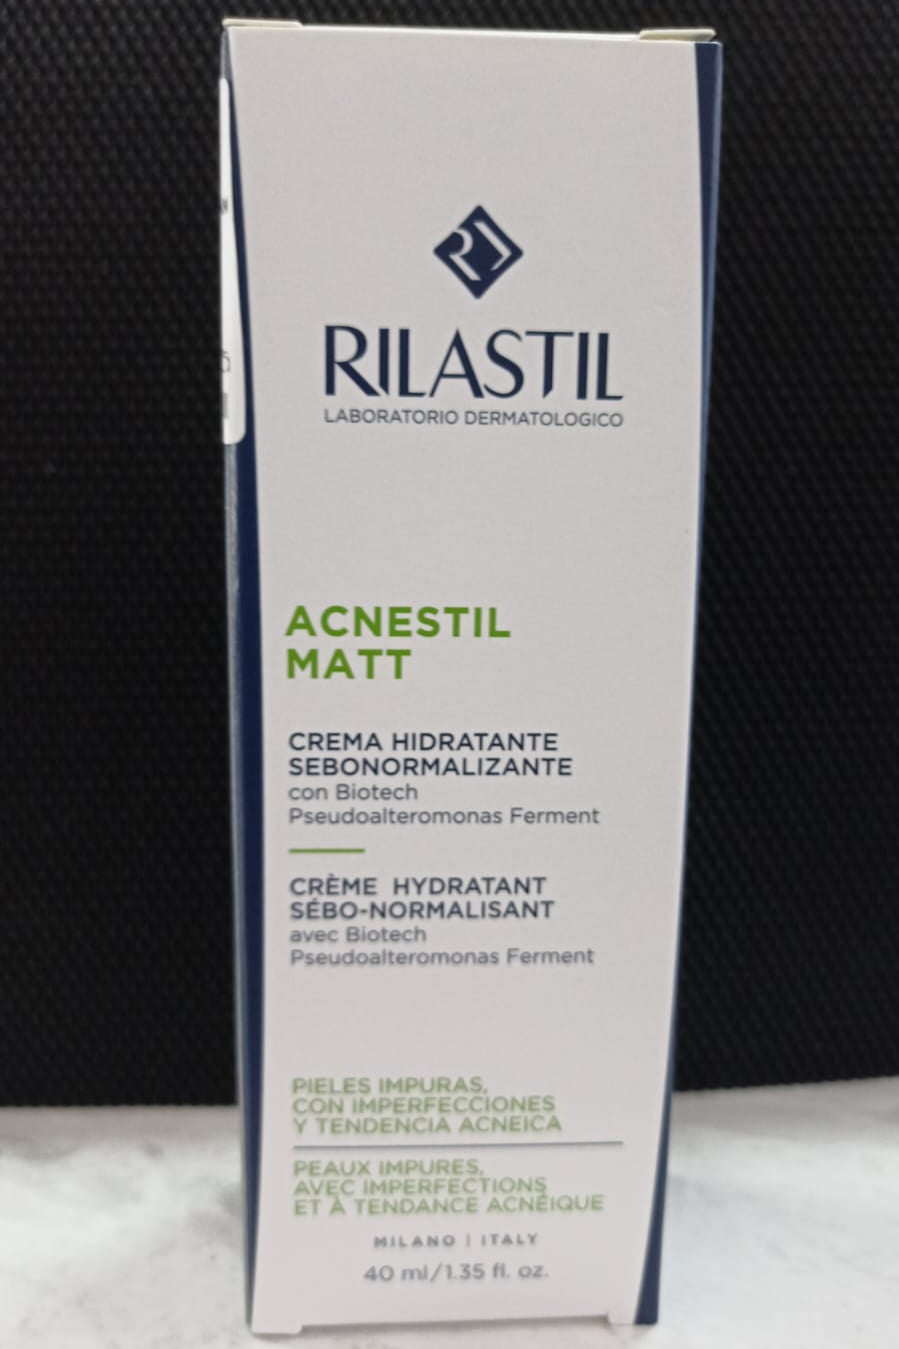 RILASTIL
LABORATORIO DERMATOLOGICO
ACNESTIL
MATT
CREMA HIDRATANTE
SEBONORMALIZANTE
con Biotech
Pseudoalteromonas Ferment
CRÈME HYDRATANT
SÉBO-NORMALISANT
avec Biotech
Pseudoalteromonas Ferment
PIELES IMPURAS,
CON IMPERFECCIONES
Y TENDENCIA ACNEICA
PEAUX IMPURES,
AVEC IMPERFECTIONS
ET À TENDANCE ACNÉIQUE
MILANO | ITALY
40 ml/1.35 fl. oz.